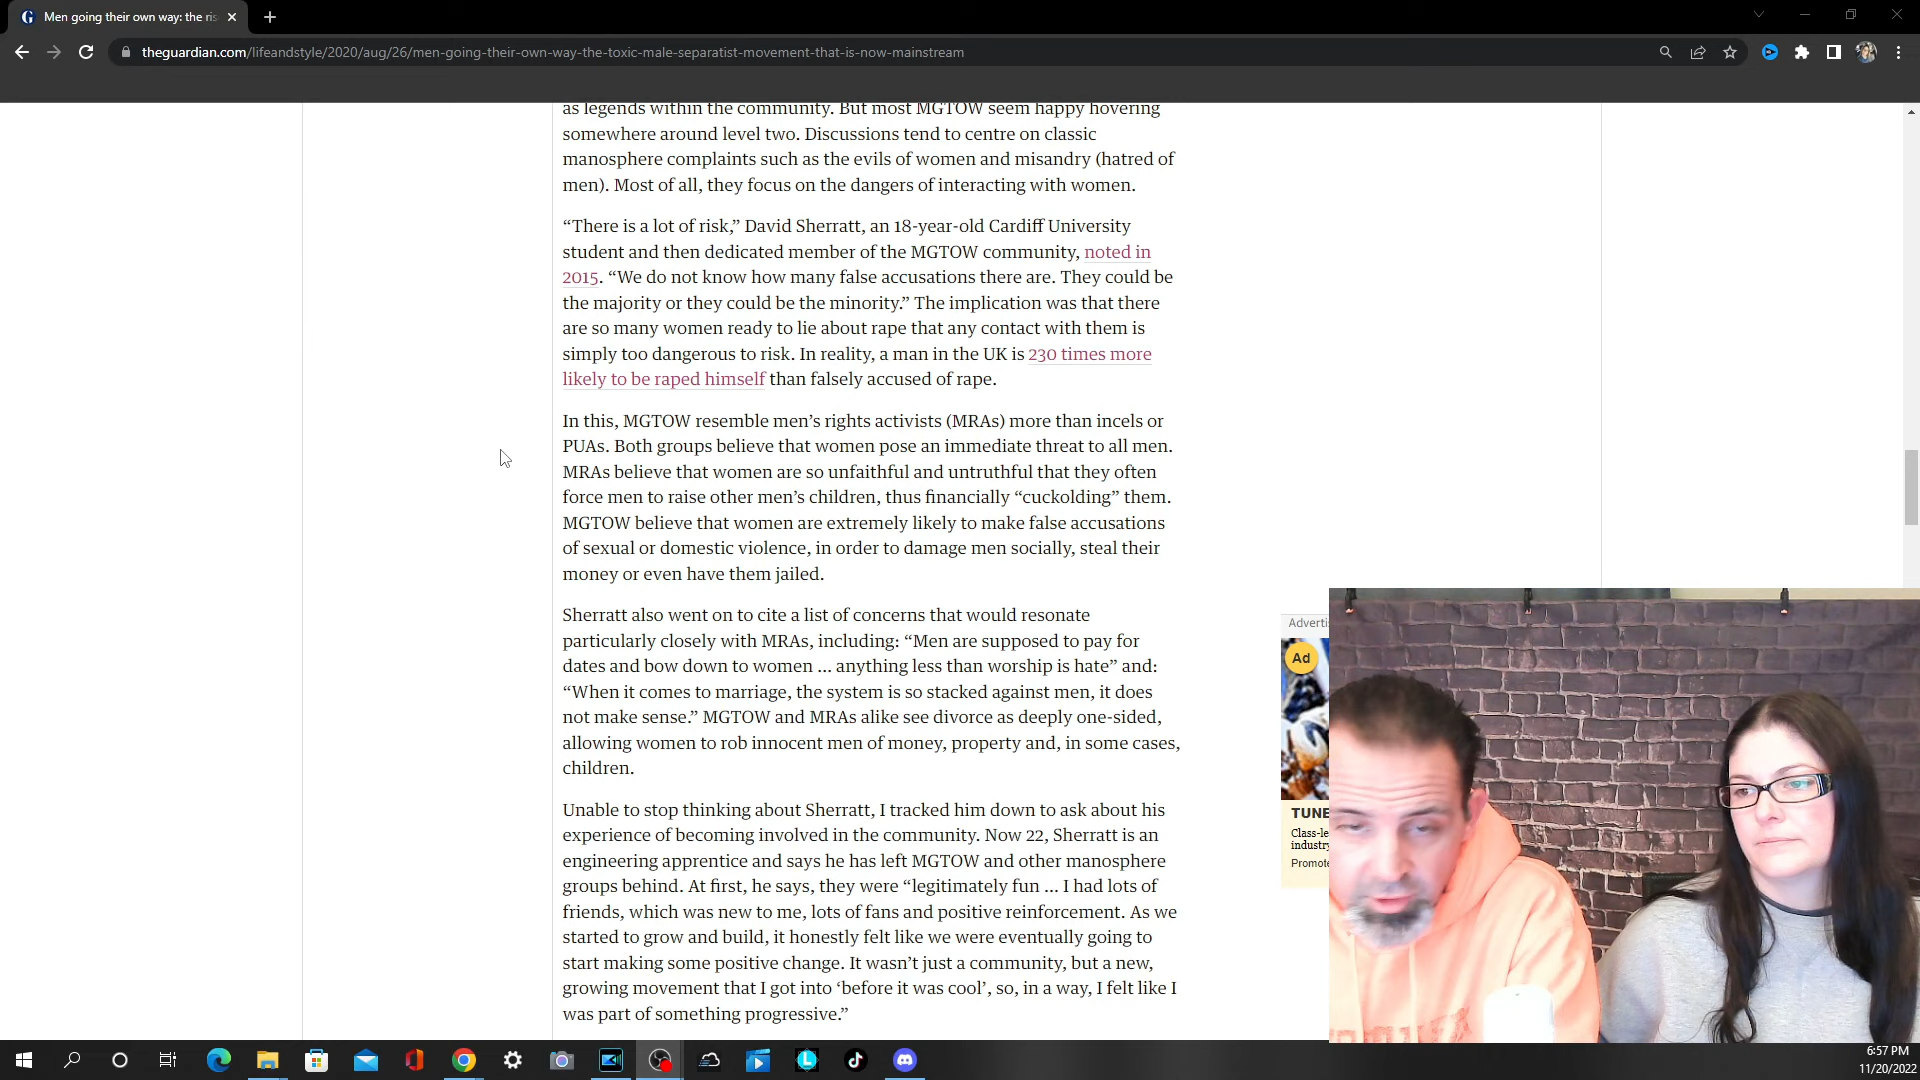 Men going their own way: the ris
theguardian.com/lifeandstyle/2020/aug/26/men-going-their-own-way-the-toxic-male-separatist-movement-that-is-now-mainstream
as legends within the community. But most MGTOW seem happy hovering
somewhere around level two. Discussions tend to centre on classic
manosphere complaints such as the evils of women and misandry (hatred of
men). Most of all, they focus on the dangers of interacting with women.
“There is a lot of risk,” David Sherratt, an 18-year-old Cardiff University
student and then dedicated member of the MGTOW community, noted in
2015. “We do not know how many false accusations there are. They could be
the majority or they could be the minority.” The implication was that there
are so many women ready to lie about rape that any contact with them is
simply too dangerous to risk. In reality, a man in the UK is 230 times more
likely to be raped himself than falsely accused of rape.
In this, MGTOW resemble men’s rights activists (MRAs) more than incels or
PUAs. Both groups believe that women pose an immediate threat to all men.
MRAs believe that women are so unfaithful and untruthful that they often
force men to raise other men’s children, thus financially “cuckolding” them.
MGTOW believe that women are extremely likely to make false accusations
of sexual or domestic violence, in order to damage men socially, steal their
money or even have them jailed.
Sherratt also went on to cite a list of concerns that would resonate
particularly closely with MRAs, including: “Men are supposed to pay for
dates and bow down to women ... anything less than worship is hate” and:
“When it comes to marriage, the system is so stacked against men, it does
not make sense.” MGTOW and MRAs alike see divorce as deeply one-sided,
allowing women to rob innocent men of money, property and, in some cases,
children.
Unable to stop thinking about Sherratt, I tracked him down to ask about his
experience of becoming involved in the community. Now 22, Sherratt is an
engineering apprentice and says he has left MGTOW and other manosphere
groups behind. At first, he says, they were “legitimately fun ... I had lots of
friends, which was new to me, lots of fans and positive reinforcement. As we
started to grow and build, it honestly felt like we were eventually going to
start making some positive change. It wasn’t just a community, but a new,
growing movement that I got into ‘before it was cool’, so, in a way, I felt like I
was part of something progressive.”
Adverti
Ad
TUNE
Class-le
industry
Promote
6:57 PM
11/20/2022